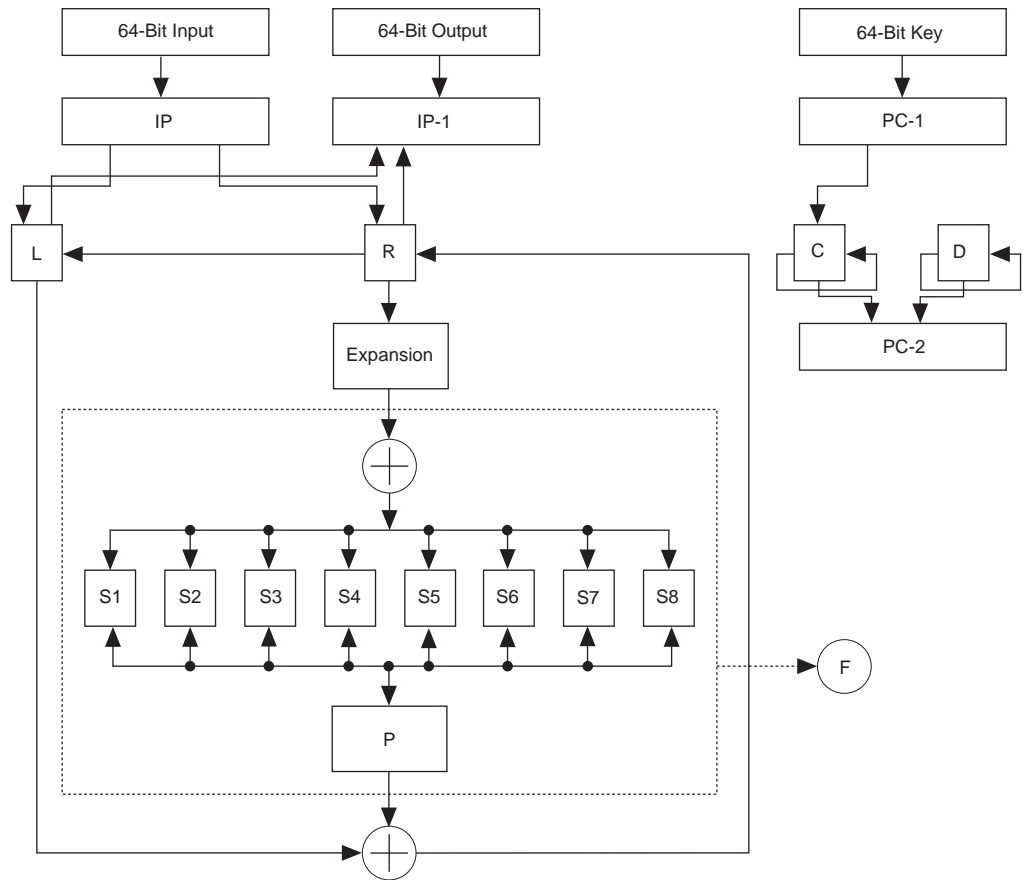 64-Bit Input
64-Bit Output
64-Bit Key
IP
IP-1
PC-1
L
R
C
D
Expansion
PC-2
S1
S2
S3
S4
S5
S6
S7
S8
F
P